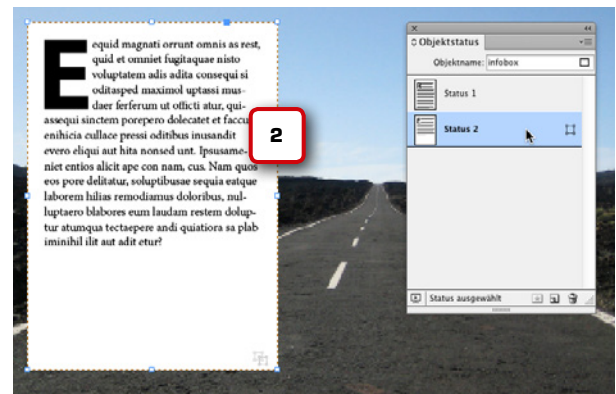 Equid magnati orrunt omnis as rest,
quid et omniet fugitaquae nisto
voluptatem adis adita consequi si
oditasped maximol uptassi mus-
daer ferferum ut officti atur, qui-
assequi sinctem porepero dolecatet et faccu
enihicia cullace pressi oditibus inusandit
evero eliqui aut hita nonsed unt. Ipsusame-
niet entios alicit ape con nam, cus. Nam quos
eos pore delitatur, soluptibusae sequia eatque
laborem hilias remodiamus doloribus, nul-
luptaero blabores eum laudam restem dolup-
tur atumqua tectaepere andi quiatiora sa plab
iminihil ilit aut adit etur?
2
Objektstatus
Objektname: infobox
Status 1
Status 2
Status ausgewählt